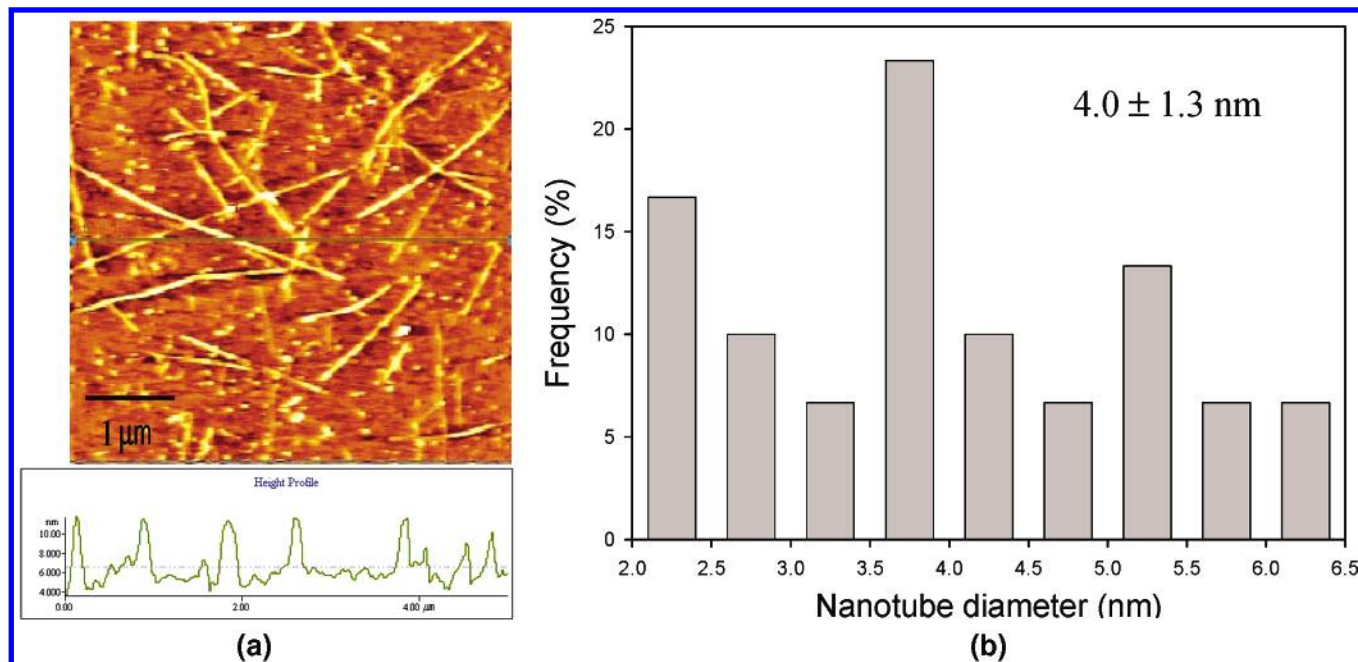 1 μm
Height Profile
nm
10.00
8.000
6.000
4.000
0.00
2.00
4.00
μm
(a)
25
20
15
10
5
0
Frequency (%)
4.0 ± 1.3 nm
2.0 2.5 3.0 3.5 4.0 4.5 5.0 5.5 6.0 6.5
Nanotube diameter (nm)
(b)